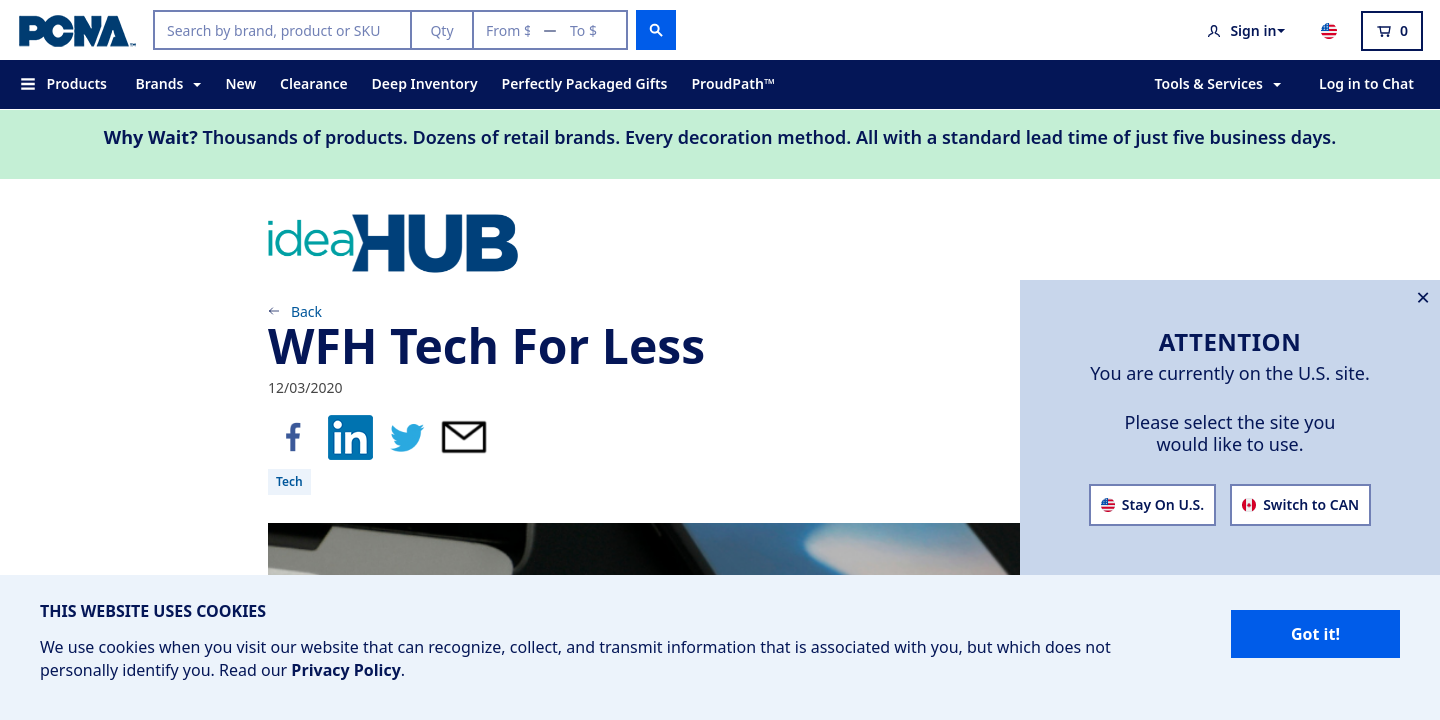 PCNA™
Search by brand, product or SKU
Qty
From $ — To $
Sign in
0
Products
Brands
New
Clearance
Deep Inventory
Perfectly Packaged Gifts
ProudPath™
Tools & Services
Log in to Chat
Why Wait? Thousands of products. Dozens of retail brands. Every decoration method. All with a standard lead time of just five business days.
ideaHUB
Back
WFH Tech For Less
12/03/2020
f
in
Tech
ATTENTION
You are currently on the U.S. site.
Please select the site you
would like to use.
Stay On U.S.
Switch to CAN
THIS WEBSITE USES COOKIES
We use cookies when you visit our website that can recognize, collect, and transmit information that is associated with you, but which does not
personally identify you. Read our Privacy Policy.
Got it!